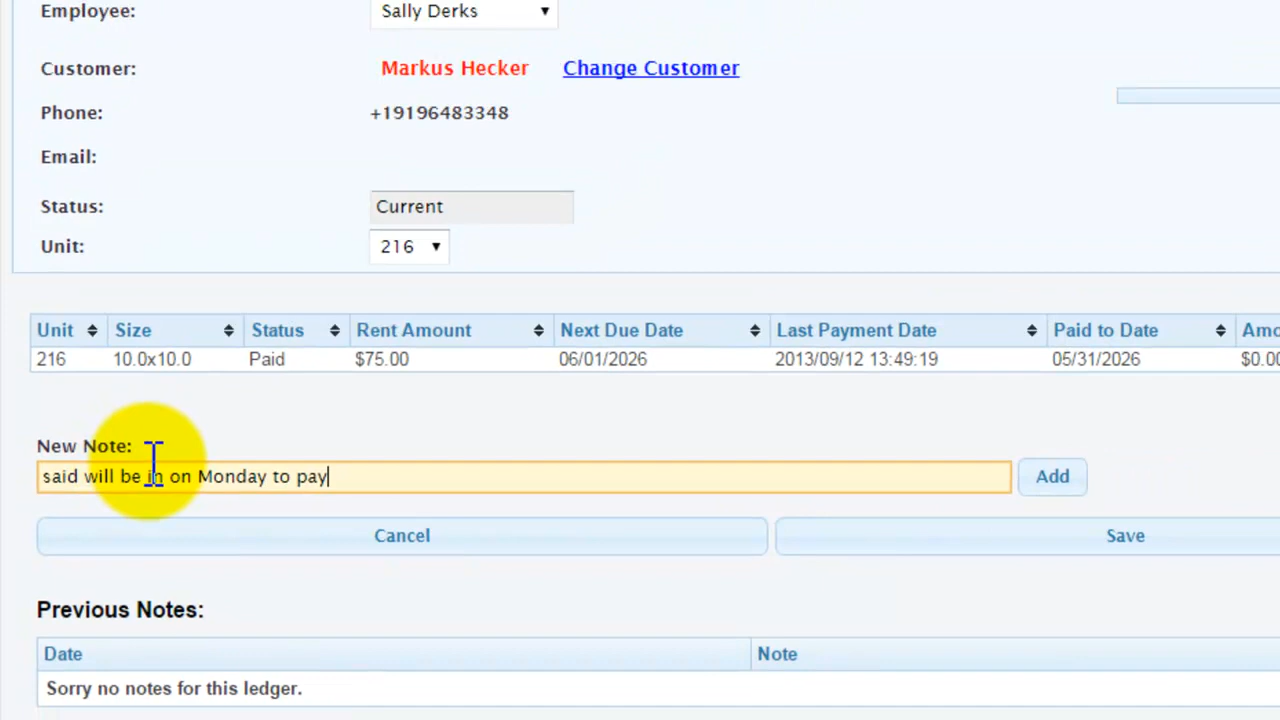 Employee: Sally Derks
Customer: Markus Hecker Change Customer
Phone: +19196483348
Email:
Status: Current
Unit: 216
Unit Size Status Rent Amount Next Due Date Last Payment Date Paid to Date Amo
216 10.0x10.0 Paid $75.00 06/01/2026 2013/09/12 13:49:19 05/31/2026 $0.00
New Note:
said will be in on Monday to pay Add
Cancel Save
Previous Notes:
Date Note
Sorry no notes for this ledger.